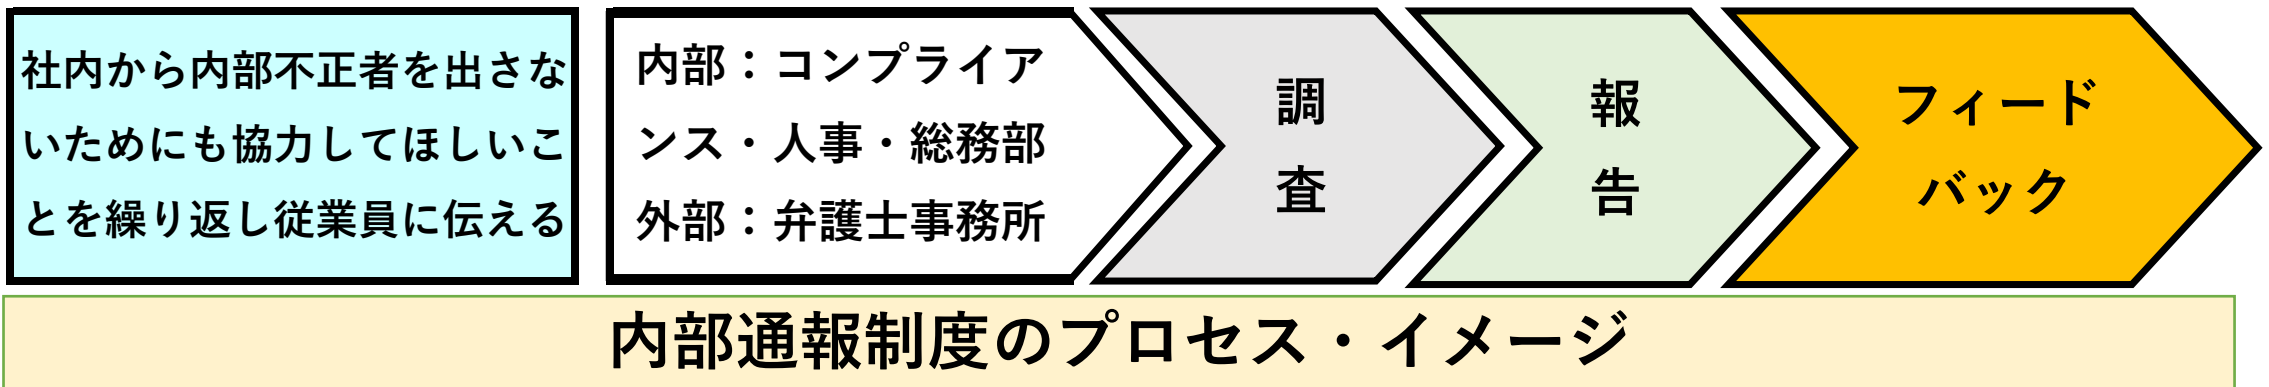 社内から内部不正者を出さな
いためにも協力してほしいこ
とを繰り返し従業員に伝える
内部：コンプライア
ンス・人事・総務部
外部：弁護士事務所
調
査
報
告
フィード
バック
内部通報制度のプロセス・イメージ